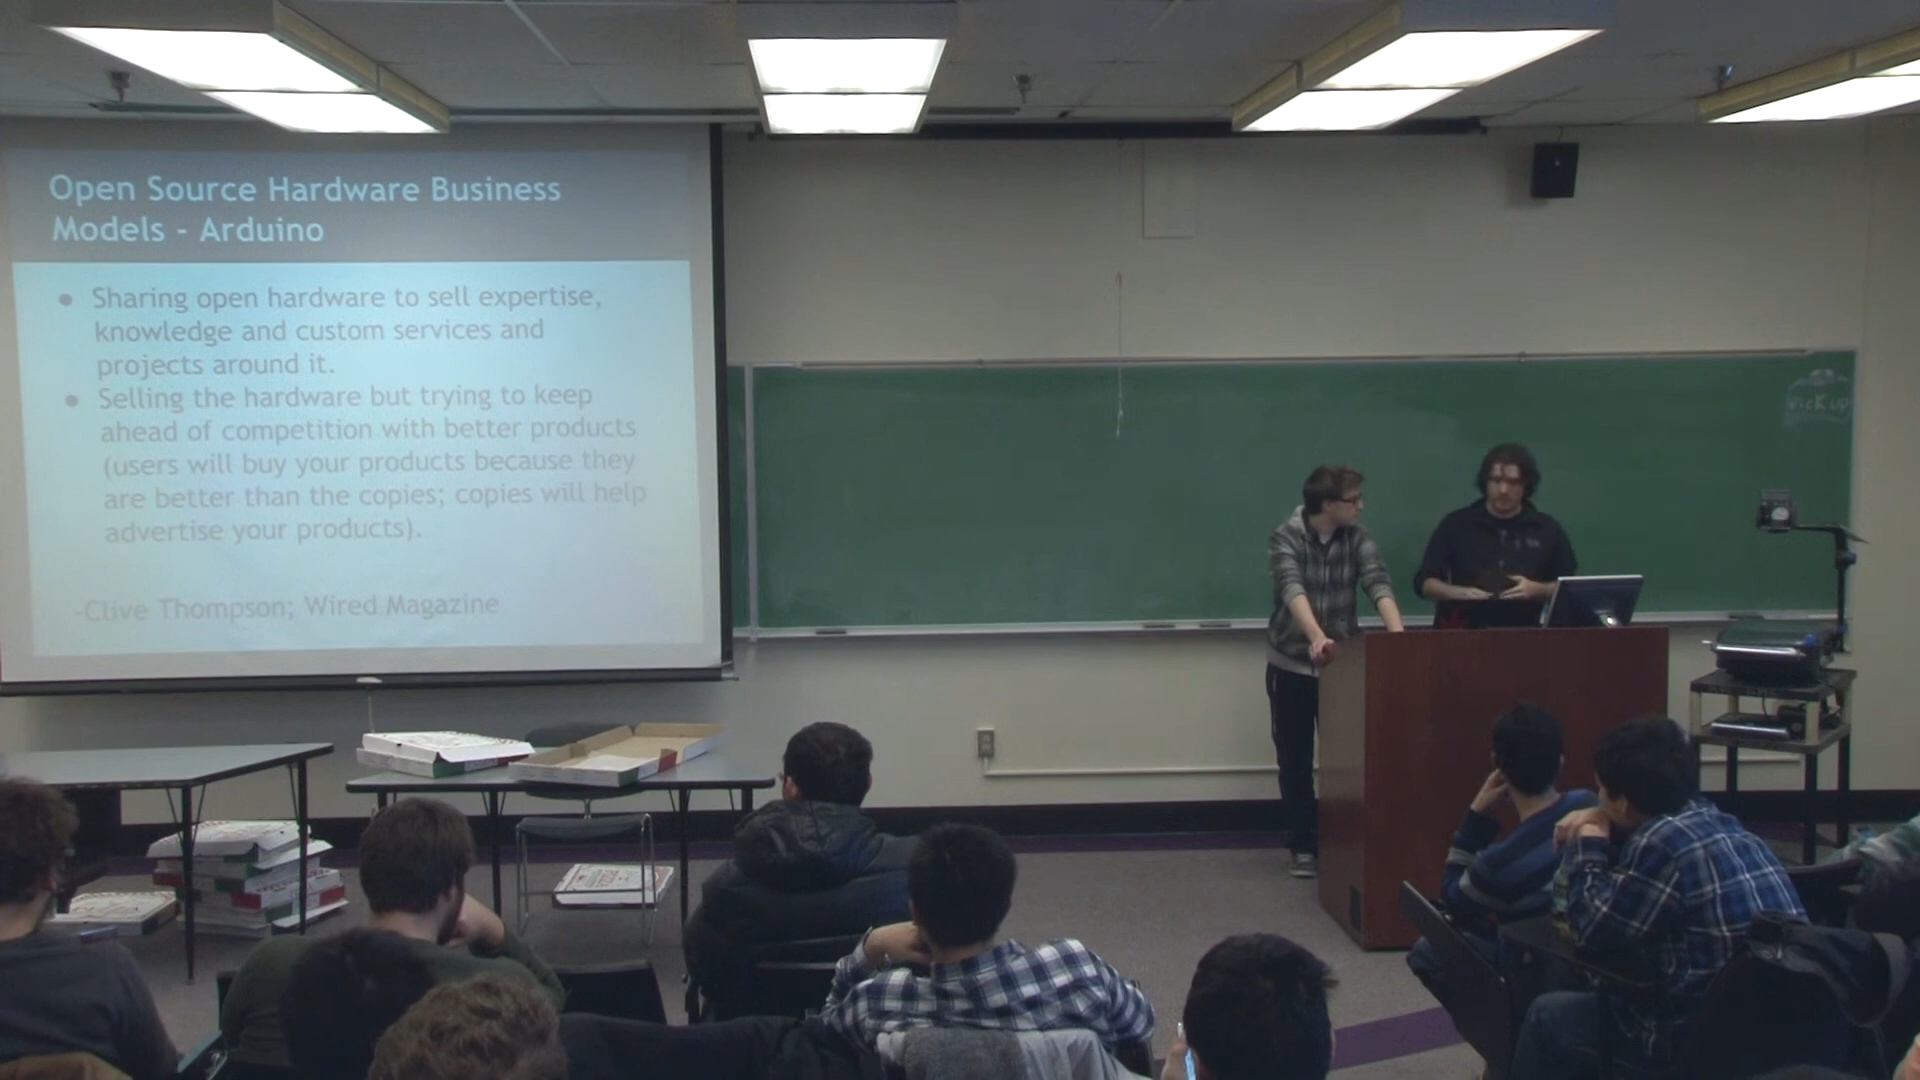 Open Source Hardware Business
Models - Arduino
● Sharing open hardware to sell expertise,
knowledge and custom services and
projects around it.
● Selling the hardware but trying to keep
ahead of competition with better products
(users will buy your products because they
are better than the copies; copies will help
advertise your products).
-Clive Thompson; Wired Magazine